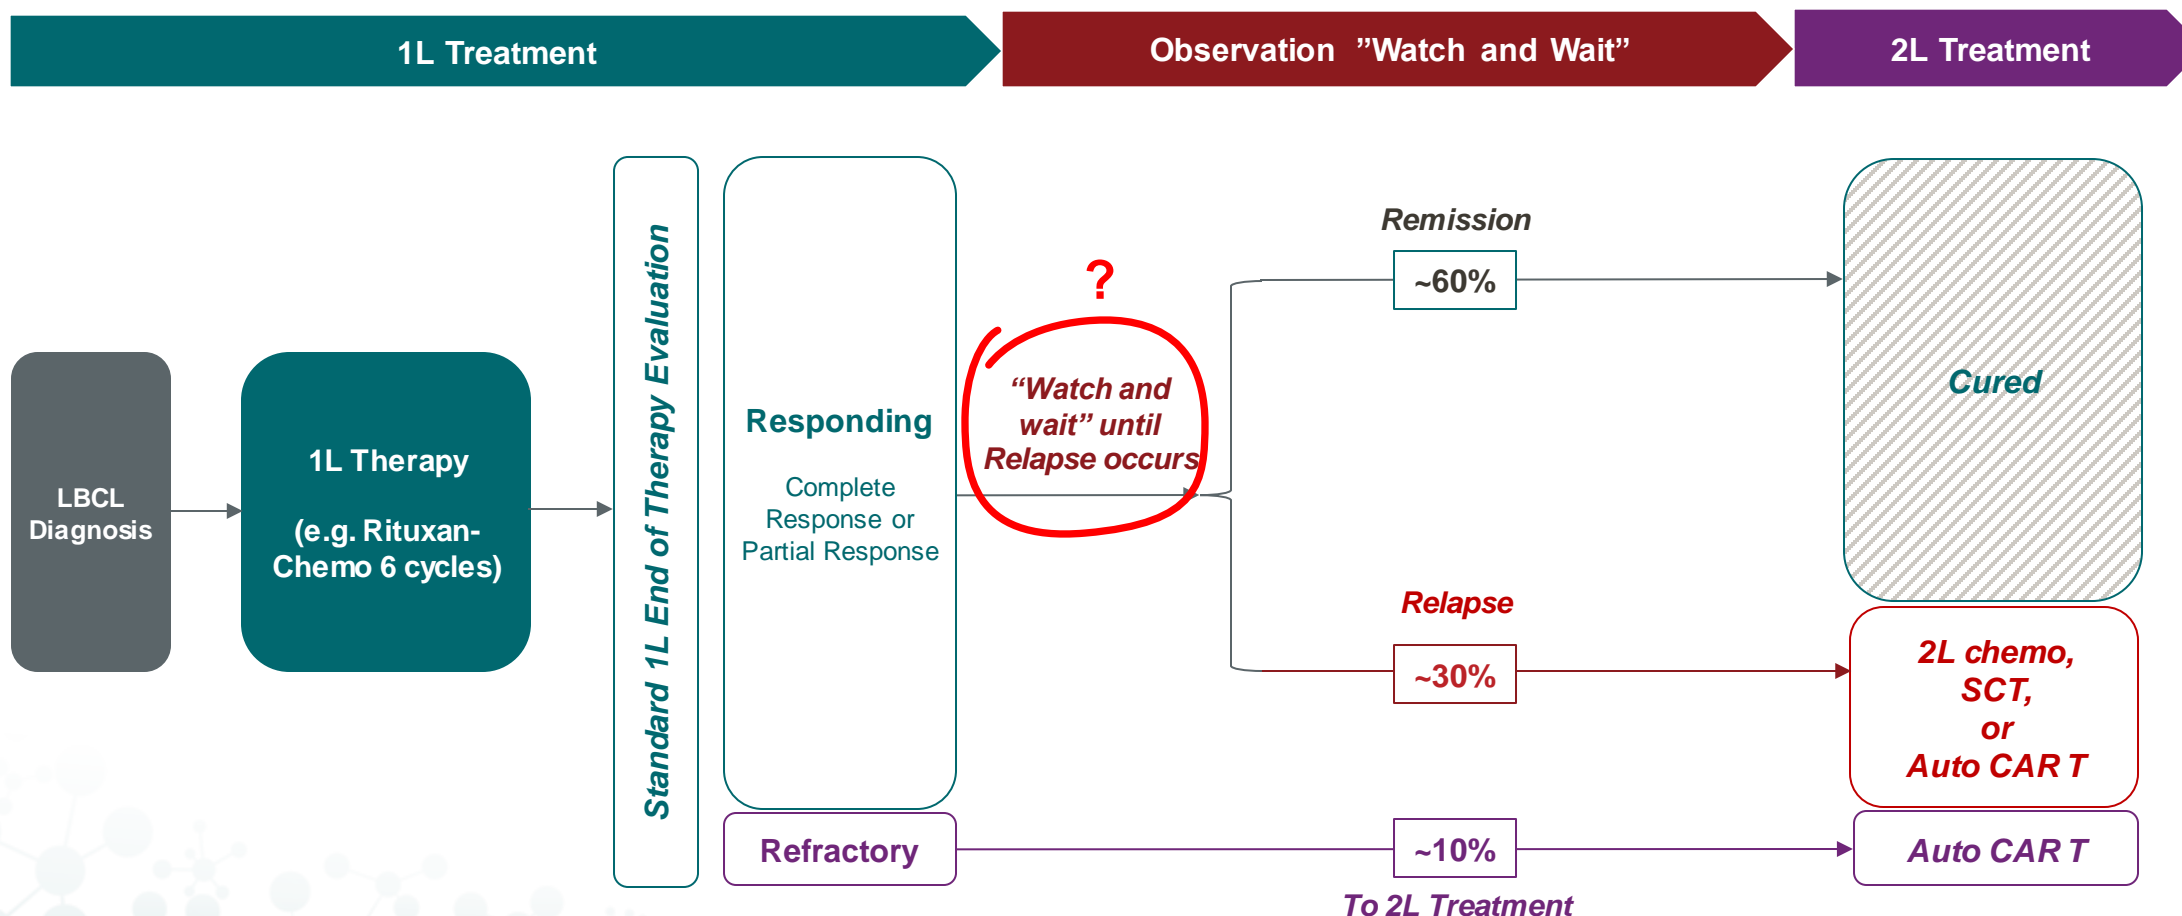 1L Treatment
Observation ”Watch and Wait”
2L Treatment
LBCL
Diagnosis
1L Therapy
(e.g. Rituxan-
Chemo 6 cycles)
Standard 1L End of Therapy Evaluation
Responding
Complete
Response or
Partial Response
Refractory
?
“Watch and
wait” until
Relapse occurs
Remission
~60%
Relapse
~30%
~10%
To 2L Treatment
Cured
2L chemo,
SCT,
or
Auto CAR T
Auto CAR T